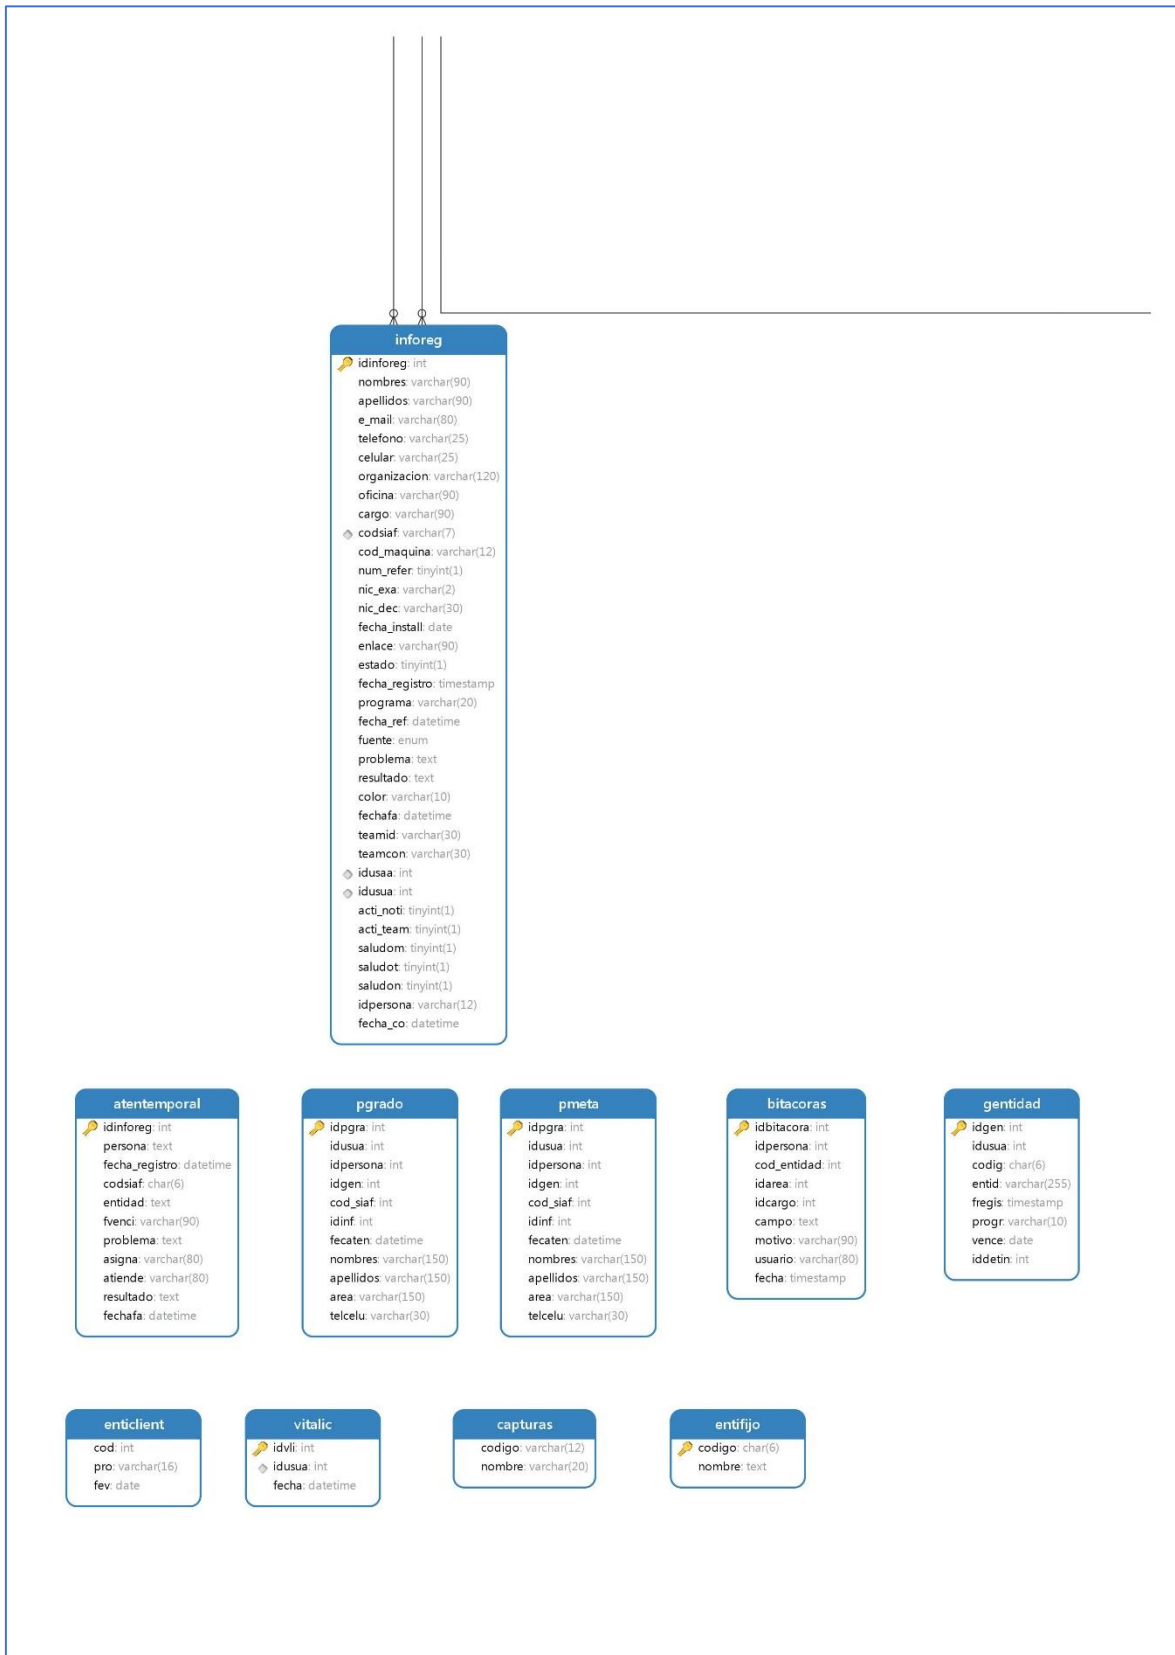 inforeg
idinforeg: int
nombres: varchar(90)
apellidos: varchar(90)
e_mail: varchar(80)
telefono: varchar(25)
celular: varchar(25)
organizacion: varchar(120)
oficina: varchar(90)
cargo: varchar(90)
codsiaf: varchar(7)
cod_maquina: varchar(12)
num_refer: tinyint(1)
nic_exa: varchar(2)
nic_dec: varchar(30)
fecha_install: date
enlace: varchar(90)
estado: tinyint(1)
fecha_registro: timestamp
programa: varchar(20)
fecha_ref: datetime
fuente: enum
problema: text
resultado: text
color: varchar(10)
fechafa: datetime
teamid: varchar(30)
teamcon: varchar(30)
idusaa: int
idusua: int
acti_noti: tinyint(1)
acti_team: tinyint(1)
saludom: tinyint(1)
saludot: tinyint(1)
saludon: tinyint(1)
idpersona: varchar(12)
fecha_co: datetime
atentemporal
idinforeg: int
persona: text
fecha_registro: datetime
codsiaf: char(6)
entidad: text
fvenci: varchar(90)
problema: text
asigna: varchar(80)
atiende: varchar(80)
resultado: text
fechafa: datetime
pgrado
idpgra: int
idusua: int
idpersona: int
idgen: int
cod_siaf: int
idinf: int
fecaten: datetime
nombres: varchar(150)
apellidos: varchar(150)
area: varchar(150)
telcelu: varchar(30)
pmeta
idpgra: int
idusua: int
idpersona: int
idgen: int
cod_siaf: int
idinf: int
fecaten: datetime
nombres: varchar(150)
apellidos: varchar(150)
area: varchar(150)
telcelu: varchar(30)
bitacoras
idbitacora: int
idpersona: int
cod_entidad: int
idarea: int
idcargo: int
campo: text
motivo: varchar(90)
usuario: varchar(80)
fecha: timestamp
gentidad
idgen: int
idusua: int
codig: char(6)
entid: varchar(255)
fregis: timestamp
progr: varchar(10)
vence: date
iddetin: int
enticlient
cod: int
pro: varchar(16)
fev: date
vitalic
idvli: int
idusua: int
fecha: datetime
capturas
codigo: varchar(12)
nombre: varchar(20)
entifijo
codigo: char(6)
nombre: text